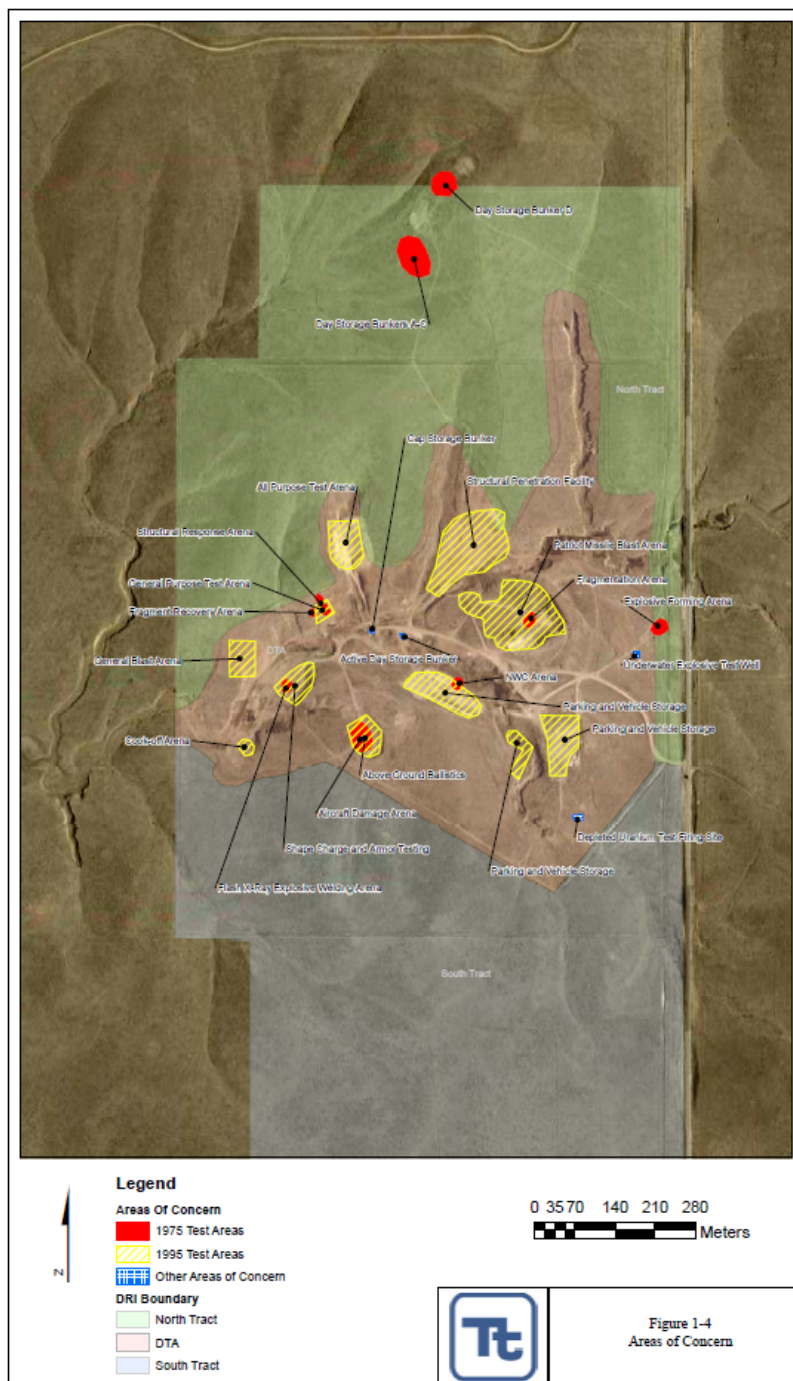 Day Storage Bunker D
Day Storage Bunkers A-C
North Tract
Cap Storage Bunker
All Purpose Test Arena
Structural Penetration Facility
Structural Response Arena
Patriot Missile Blast Arena
General Purpose Test Arena
Fragmentation Arena
Fragment Recovery Arena
Explosive Forming Arena
DTA
General Blast Arena
Active Day Storage Bunker
Underwater Explosive Test Well
NWC Arena
Parking and Vehicle Storage
Parking and Vehicle Storage
Cook-off Arena
Above Ground Ballistics
Aircraft Damage Arena
Depleted Uranium Test Firing Site
Shape Charge and Armor Testing
Parking and Vehicle Storage
Flash X-Ray Explosive Welding Arena
South Tract
Legend
Areas Of Concern
1975 Test Areas
1995 Test Areas
Other Areas of Concern
DRI Boundary
North Tract
DTA
South Tract
N
0 35 70 140 210 280
Meters
Tt
Figure 1-4
Areas of Concern